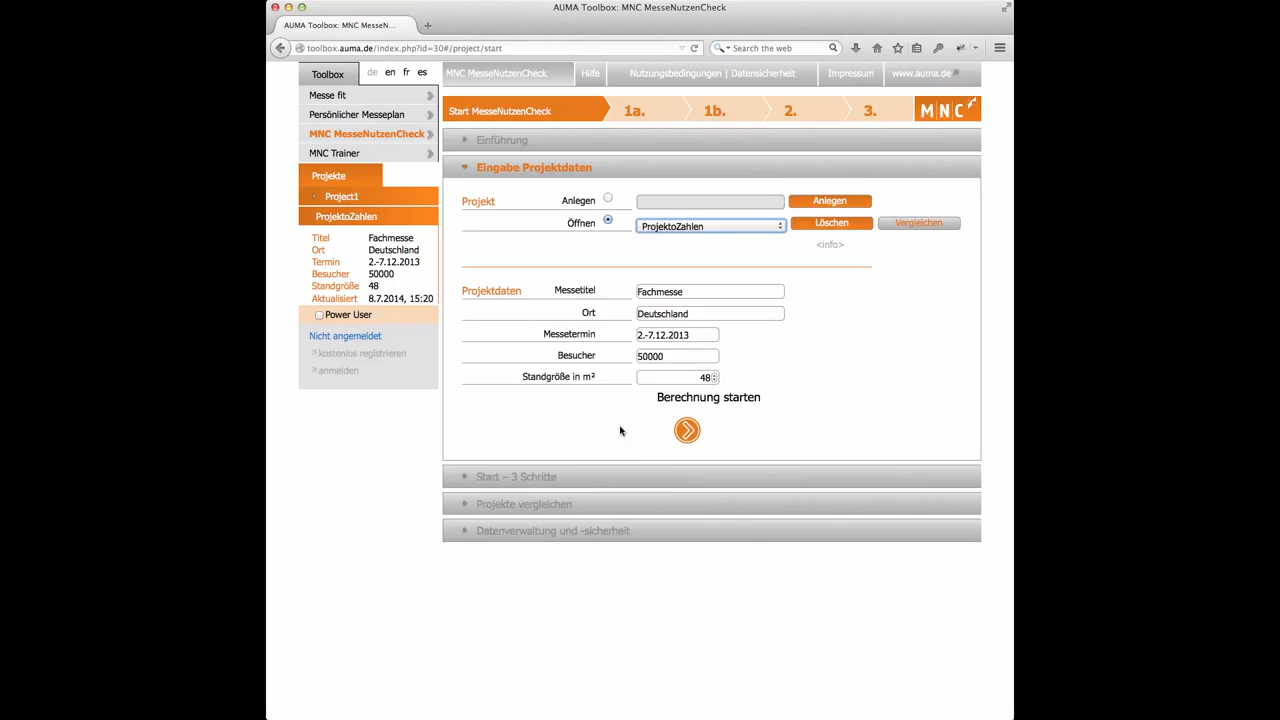 AUMA Toolbox: MNC MesseNutzenCheck
AUMA Toolbox: MNC MesseN...
toolbox.auma.de/index.php?id=30#/project/start
Search the web
Toolbox
de en fr es
MNC MesseNutzenCheck
Hilfe
Nutzungsbedingungen | Datensicherheit
Impressum
www.auma.de
Messe fit
Persönlicher Messeplan
MNC MesseNutzenCheck
MNC Trainer
Projekte
Project1
ProjektoZahlen
Titel Fachmesse
Ort Deutschland
Termin 2.-7.12.2013
Besucher 50000
Standgröße 48
Aktualisiert 8.7.2014, 15:20
Power User
Nicht angemeldet
kostenlos registrieren
anmelden
Start MesseNutzenCheck 1a. 1b. 2. 3. MNC
Einführung
Eingabe Projektdaten
Projekt Anlegen Anlegen
Öffnen ProjektoZahlen Löschen Vergleichen
<info>
Projektdaten Messetitel Fachmesse
Ort Deutschland
Messetermin 2.-7.12.2013
Besucher 50000
Standgröße in m² 48
Berechnung starten
Start – 3 Schritte
Projekte vergleichen
Datenverwaltung und -sicherheit